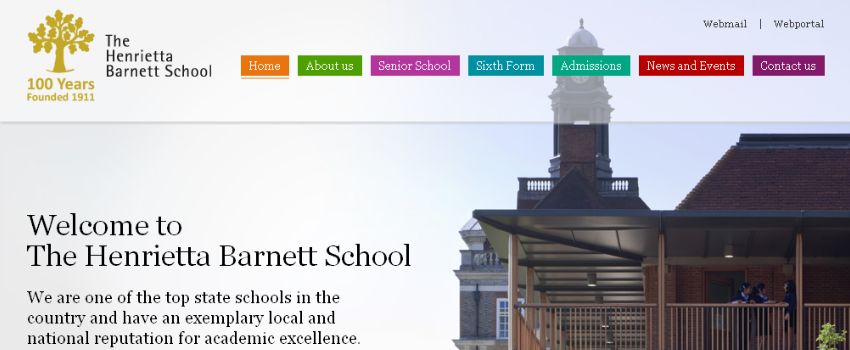 Webmail | Webportal
The
Henrietta
Barnett School
100 Years
Founded 1911
Home About us Senior School Sixth Form Admissions News and Events Contact us
Welcome to
The Henrietta Barnett School
We are one of the top state schools in the
country and have an exemplary local and
national reputation for academic excellence.